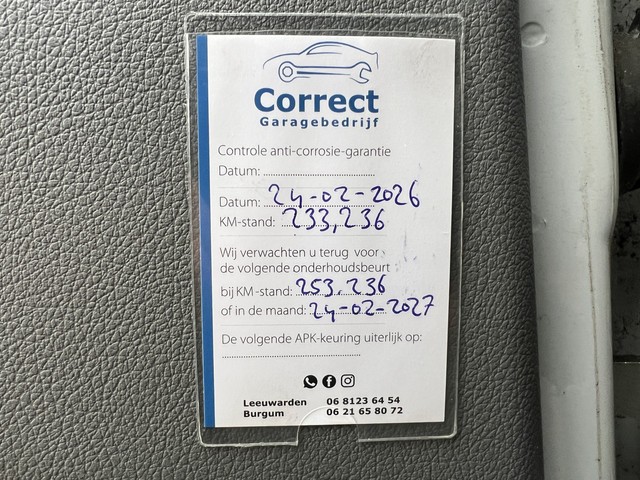 Correct
Garagebedrijf
Controle anti-corrosie-garantie
Datum: ..............................
Datum: 24-02-2026
KM-stand: 233,236
Wij verwachten u terug voor
de volgende onderhoudsbeurt
bij KM-stand: 253.236
of in de maand: 24-02-2027
De volgende APK-keuring uiterlijk op:
.....................................
Leeuwarden 06 8123 64 54
Burgum 06 21 65 80 72